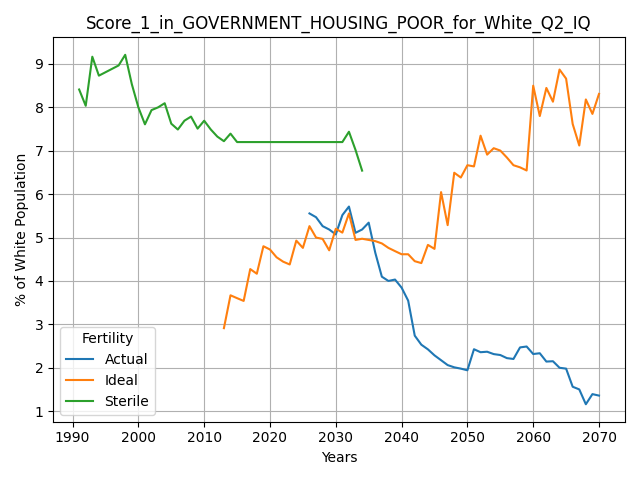 Score_1_in_GOVERNMENT_HOUSING_POOR_for_White_Q2_IQ
% of White Population
9
8
7
6
5
4
3
2
1
Fertility
Actual
Ideal
Sterile
1990 2000 2010 2020 2030 2040 2050 2060 2070
Years